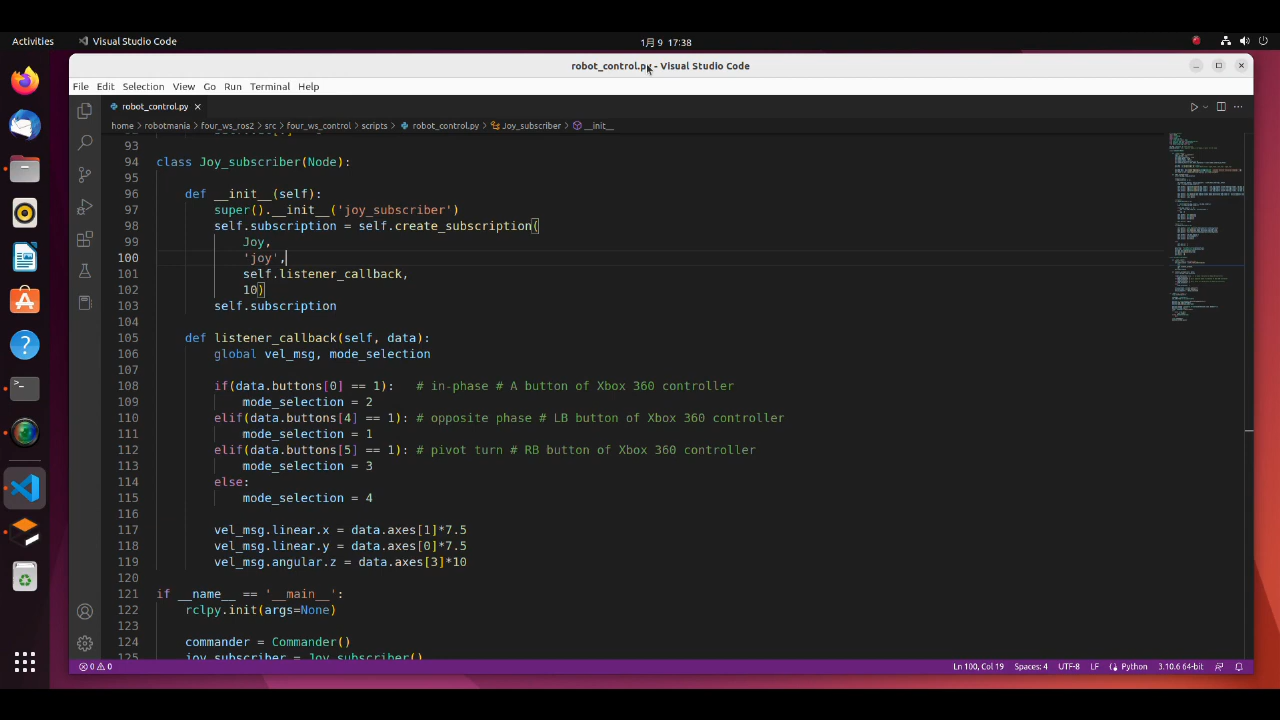 Activities
Visual Studio Code
1月 9 17:38
robot_control.py - Visual Studio Code
File Edit Selection View Go Run Terminal Help
robot_control.py
home > robotmania > four_ws_ros2 > src > four_ws_control > scripts > robot_control.py > Joy_subscriber > __init__
93
94 class Joy_subscriber(Node):
95
96 def __init__(self):
97 super().__init__('joy_subscriber')
98 self.subscription = self.create_subscription(
99 Joy,
100 'joy',
101 self.listener_callback,
102 10)
103 self.subscription
104
105 def listener_callback(self, data):
106 global vel_msg, mode_selection
107
108 if(data.buttons[0] == 1): # in-phase # A button of Xbox 360 controller
109 mode_selection = 2
110 elif(data.buttons[4] == 1): # opposite phase # LB button of Xbox 360 controller
111 mode_selection = 1
112 elif(data.buttons[5] == 1): # pivot turn # RB button of Xbox 360 controller
113 mode_selection = 3
114 else:
115 mode_selection = 4
116
117 vel_msg.linear.x = data.axes[1]*7.5
118 vel_msg.linear.y = data.axes[0]*7.5
119 vel_msg.angular.z = data.axes[3]*10
120
121 if __name__ == '__main__':
122 rclpy.init(args=None)
123
124 commander = Commander()
125 joy_subscriber = Joy_subscriber()
0 0 Ln 100, Col 19 Spaces: 4 UTF-8 LF Python 3.10.6 64-bit